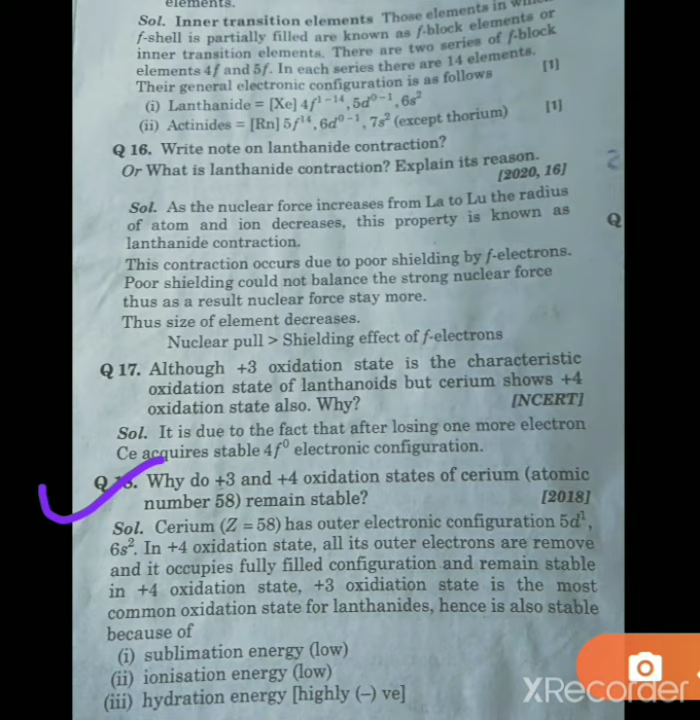 elements.
Sol. Inner transition elements Those elements in which
f-shell is partially filled are known as f-block elements or
inner transition elements. There are two series of f-block
elements 4f and 5f. In each series there are 14 elements.
Their general electronic configuration is as follows [1]
(i) Lanthanide = [Xe] 4f¹⁻¹⁴, 5d⁰⁻¹, 6s²
(ii) Actinides = [Rn] 5f¹⁴, 6d⁰⁻¹, 7s² (except thorium) [1]
Q 16. Write note on lanthanide contraction?
Or What is lanthanide contraction? Explain its reason.
[2020, 16]
Sol. As the nuclear force increases from La to Lu the radius
of atom and ion decreases, this property is known as
lanthanide contraction.
Q
This contraction occurs due to poor shielding by f-electrons.
Poor shielding could not balance the strong nuclear force
thus as a result nuclear force stay more.
Thus size of element decreases.
Nuclear pull > Shielding effect of f-electrons
Q 17. Although +3 oxidation state is the characteristic
oxidation state of lanthanoids but cerium shows +4
oxidation state also. Why? [NCERT]
Sol. It is due to the fact that after losing one more electron
Ce acquires stable 4f⁰ electronic configuration.
Q 18. Why do +3 and +4 oxidation states of cerium (atomic
number 58) remain stable? [2018]
Sol. Cerium (Z = 58) has outer electronic configuration 5d¹,
6s². In +4 oxidation state, all its outer electrons are remove
and it occupies fully filled configuration and remain stable
in +4 oxidation state, +3 oxidiation state is the most
common oxidation state for lanthanides, hence is also stable
because of
(i) sublimation energy (low)
(ii) ionisation energy (low)
(iii) hydration energy [highly (–) ve]
XRecorder